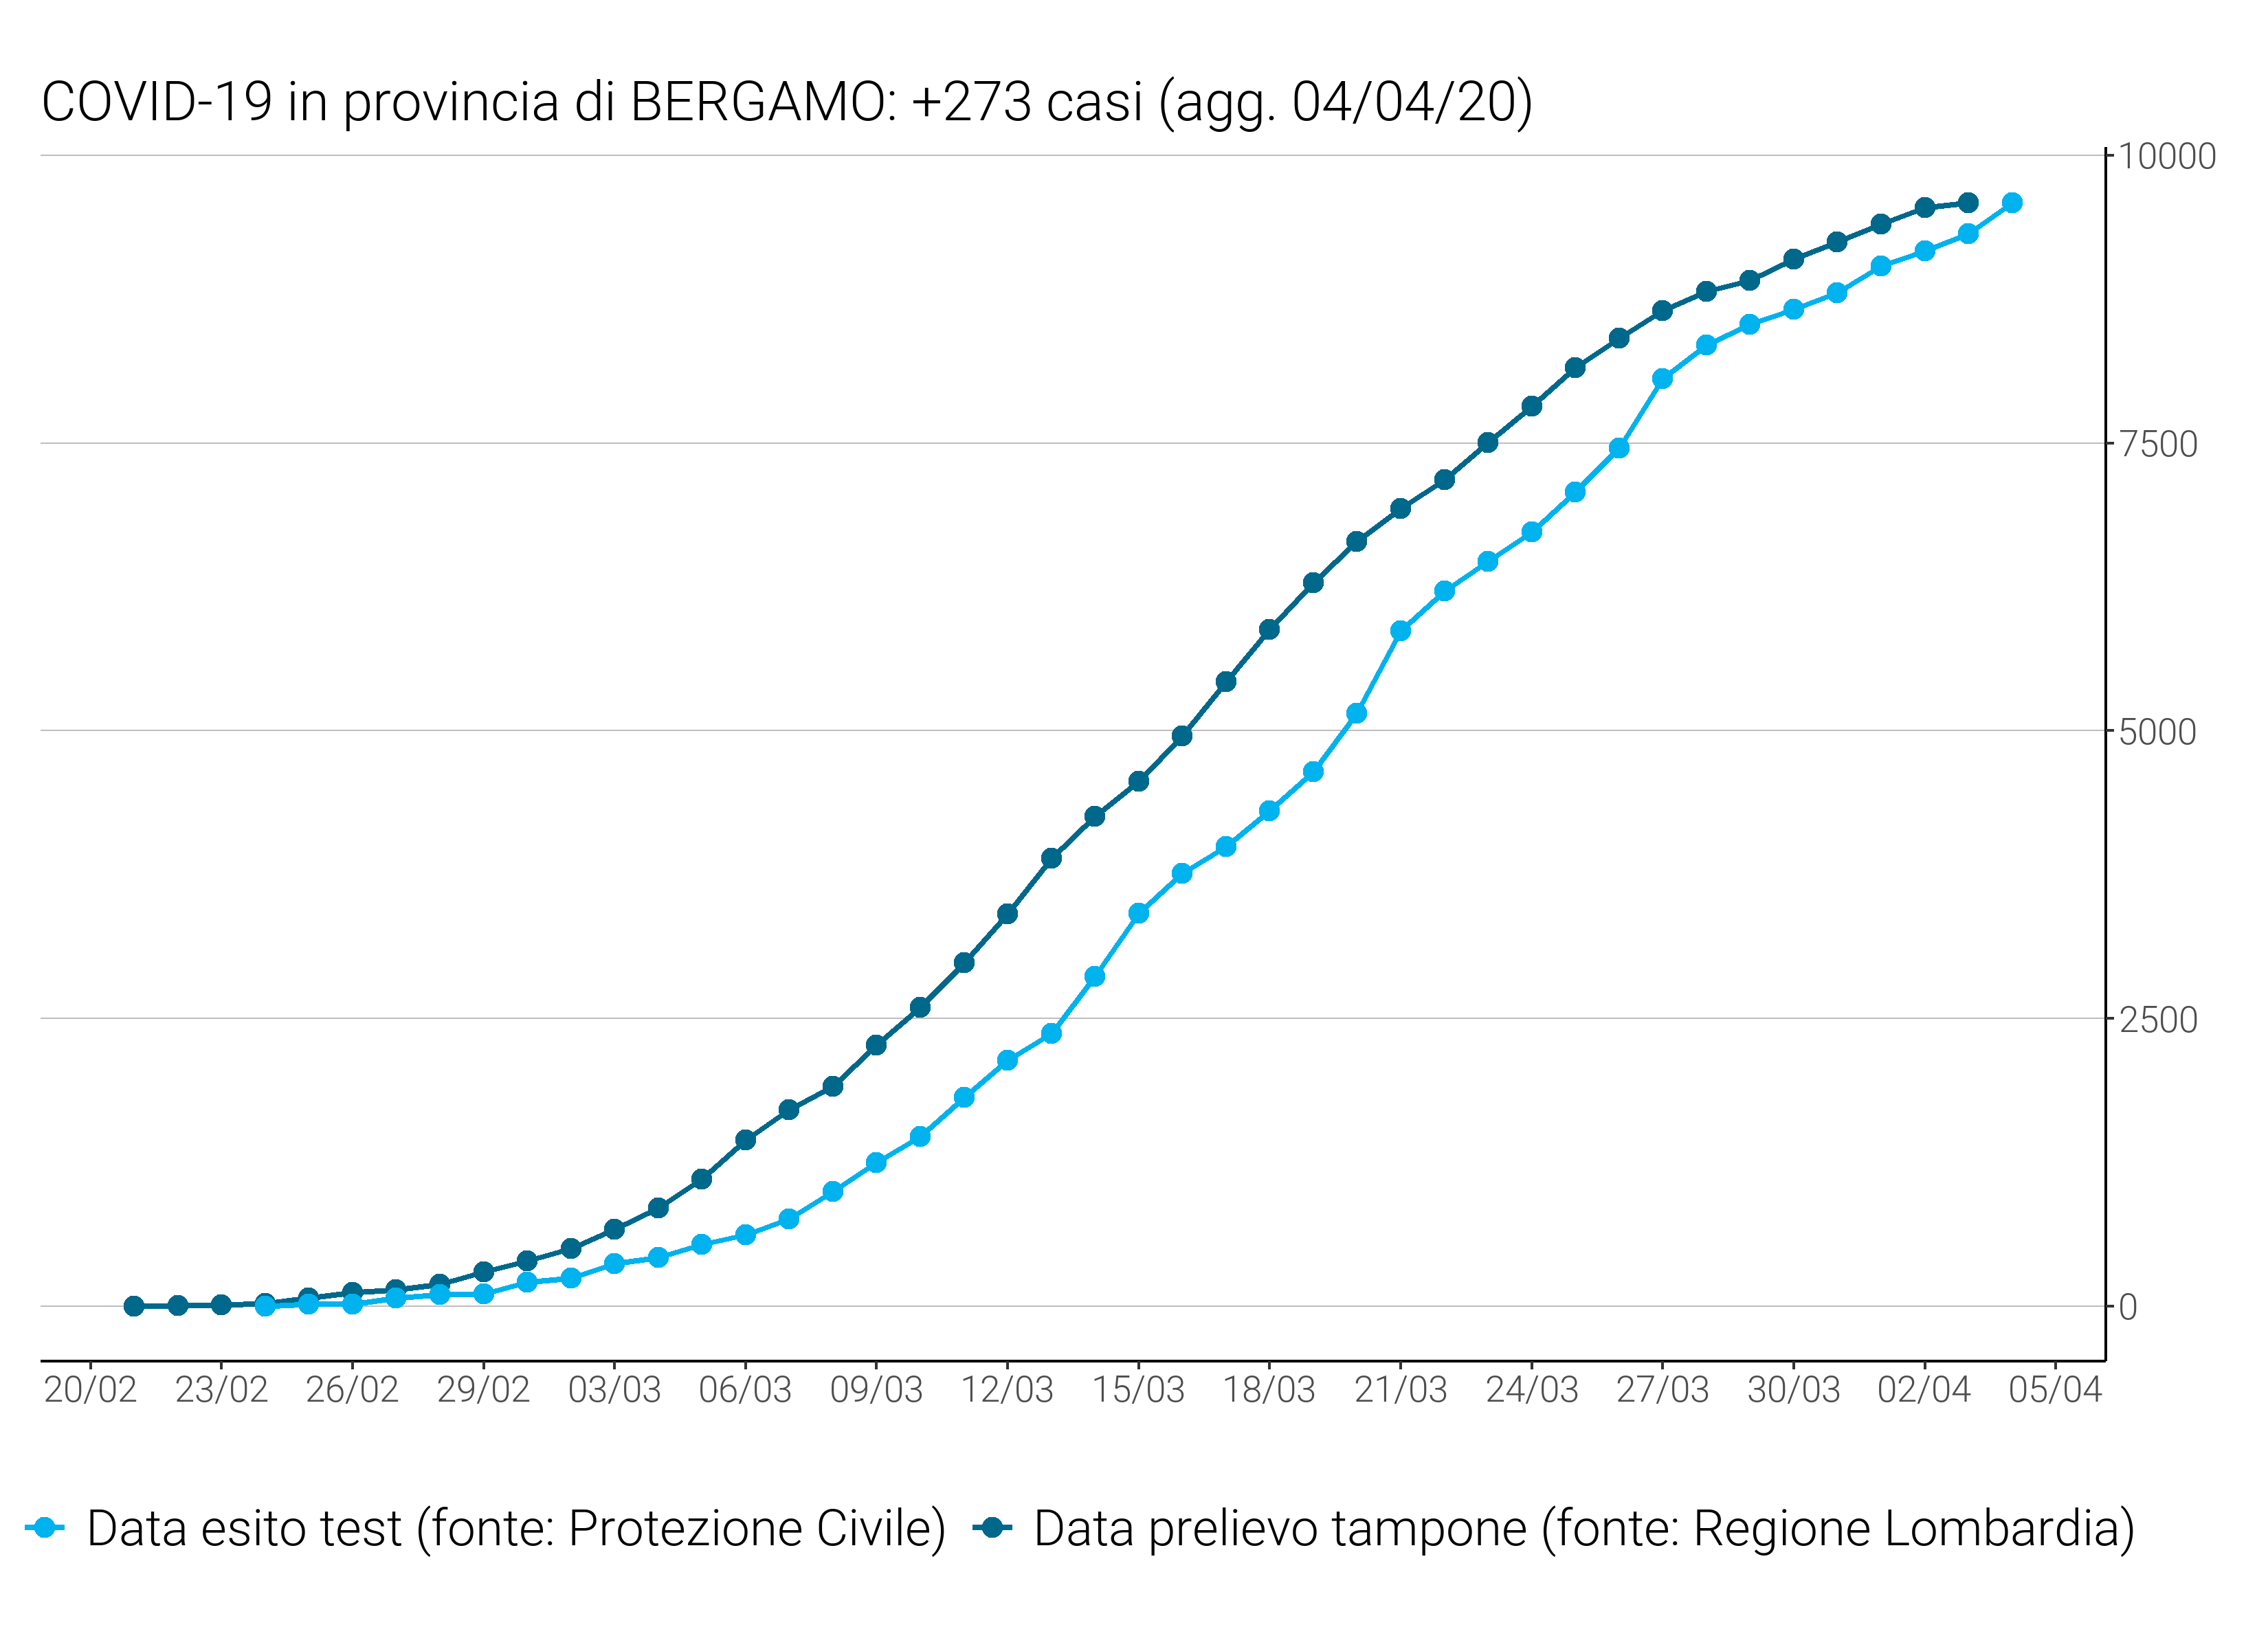 COVID-19 in provincia di BERGAMO: +273 casi (agg. 04/04/20)
10000
7500
5000
2500
0
20/02 23/02 26/02 29/02 03/03 06/03 09/03 12/03 15/03 18/03 21/03 24/03 27/03 30/03 02/04 05/04
Data esito test (fonte: Protezione Civile) Data prelievo tampone (fonte: Regione Lombardia)